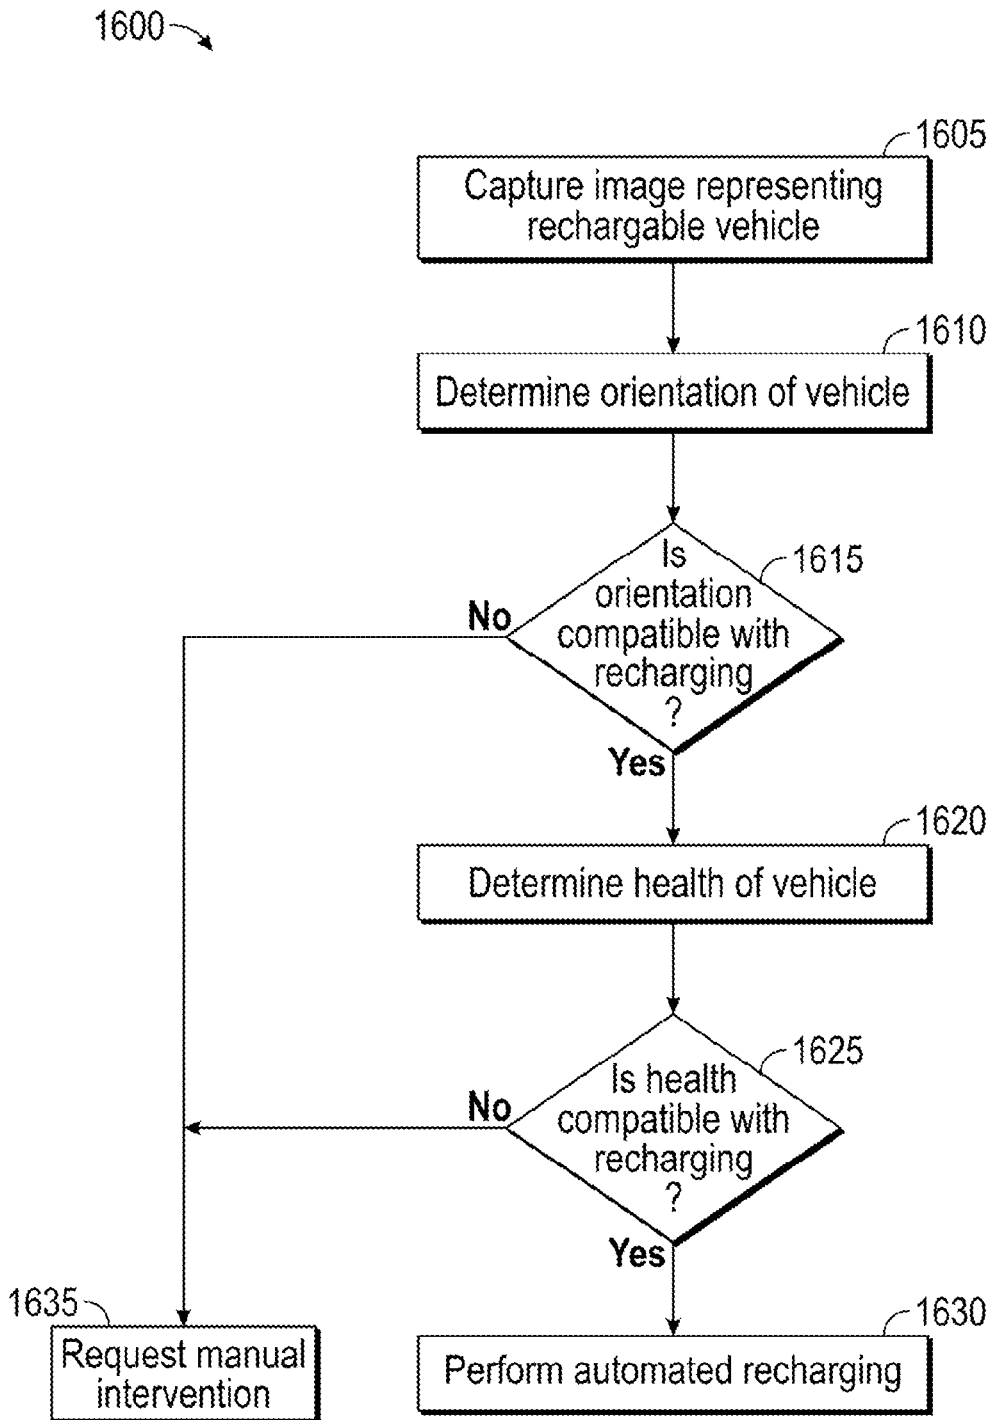 1600
1605
Capture image representing
rechargable vehicle
1610
Determine orientation of vehicle
1615
Is
orientation
compatible with
recharging
?
No
Yes
1620
Determine health of vehicle
1625
Is health
compatible with
recharging
?
No
Yes
1635
Request manual
intervention
1630
Perform automated recharging